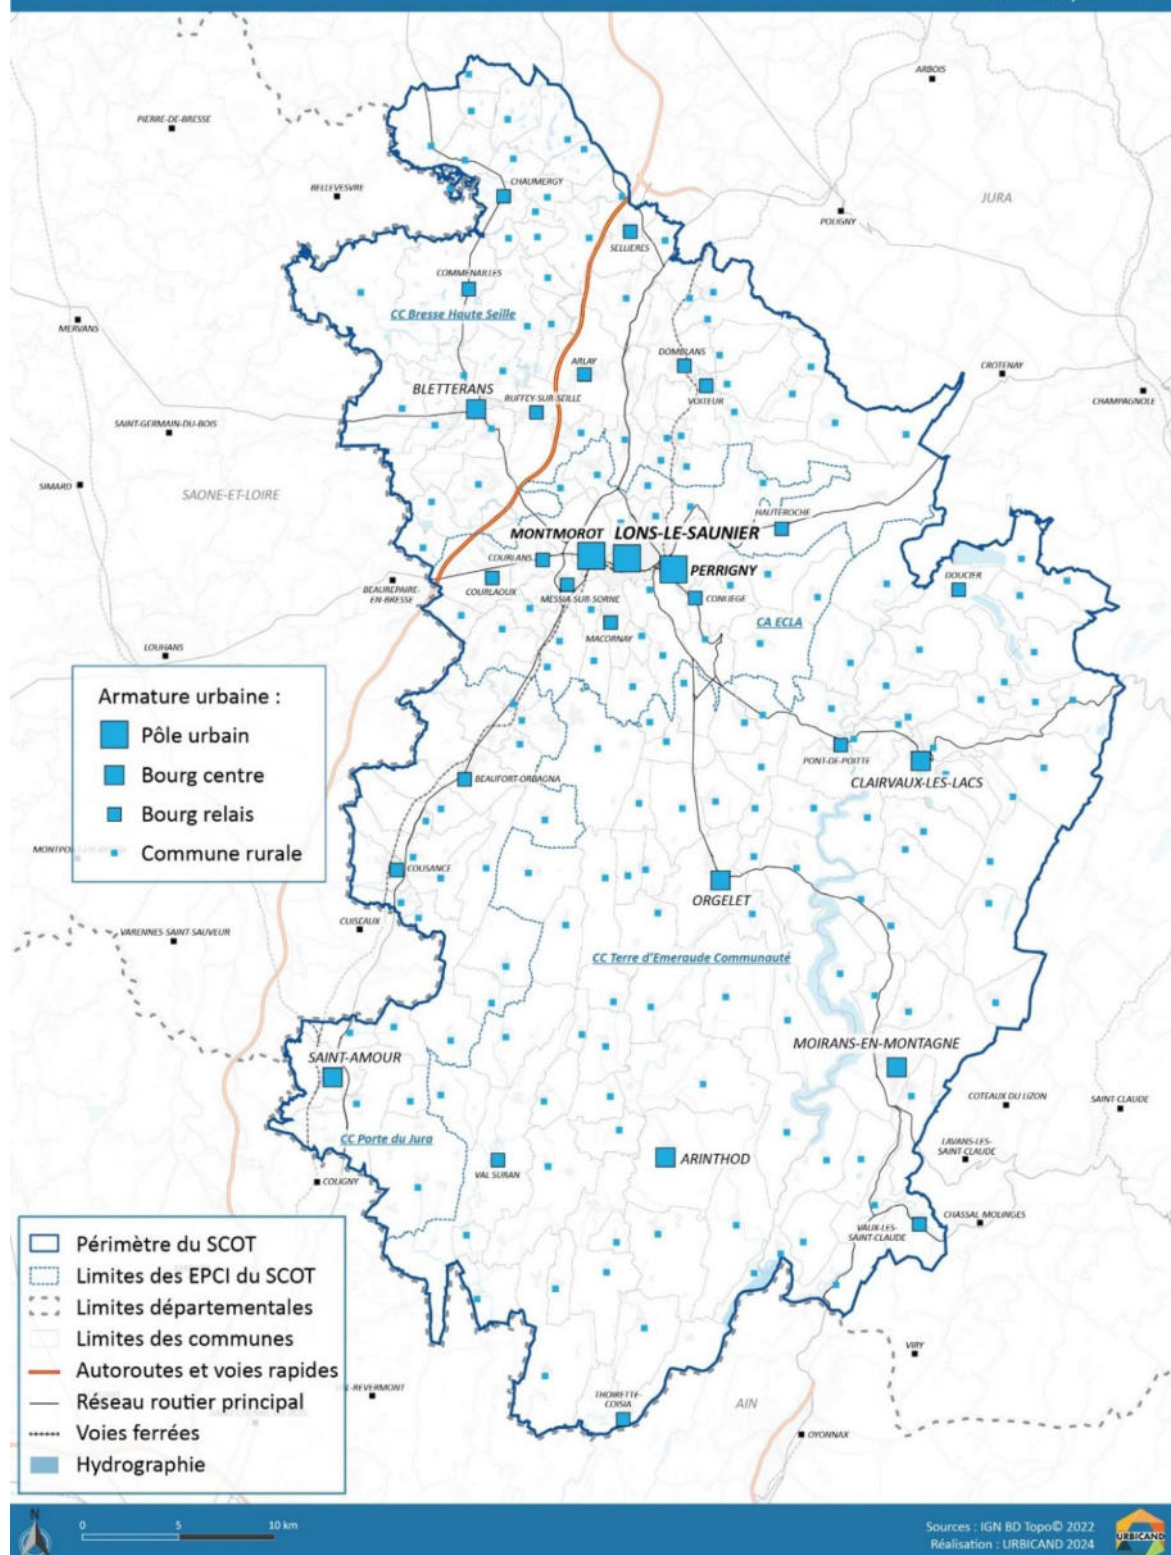 ARBOIS
PIERRE-DE-BRESSE
BELLEVESVRE
CHAUMERGY
JURA
POLIGNY
SELLIERES
COMMENAILLES
CC Bresse Haute Seille
MERVANS
ARLAY
DOMBLANS
CROTENAY
BLETTERANS
RUFFEY-SUR-SEILLE
VOITEUR
CHAMPAGNOLE
SAINT-GERMAIN-DU-BOIS
SIMARD
SAONE-ET-LOIRE
HAUTEROCHE
MONTMOROT
LONS-LE-SAUNIER
COURLANS
PERRIGNY
BEAUREPAIRE-
EN-BRESSE
COURLAOUX
MESSIA-SUR-SORNE
CONLIEGE
DOUCIER
MACORNAY
CA ECLA
LOUHANS
Armature urbaine :
Pôle urbain
Bourg centre
Bourg relais
Commune rurale
BEAUFORT-ORBAGNA
PONT-DE-POITTE
CLAIRVAUX-LES-LACS
COUSANCE
ORGELET
CUISEAUX
VARENNES-SAINT SAUVEUR
CC Terre d'Emeraude Communauté
SAINT-AMOUR
MOIRANS-EN-MONTAGNE
COTEAUX DU LIZON
SAINT CLAUDE
CC Porte du Jura
LAVANS-LES-
SAINT-CLAUDE
ARINTHOD
VAL SURAN
COLIGNY
CHASSAL MOLINGES
VAUX-LES-
SAINT-CLAUDE
Périmètre du SCOT
Limites des EPCI du SCOT
Limites départementales
Limites des communes
Autoroutes et voies rapides
Réseau routier principal
Voies ferrées
Hydrographie
VIRY
THOIRETTE-
COISIA
AIN
OYONNAX
N
0 5 10 km
Sources : IGN BD Topo© 2022
Réalisation : URBICAND 2024
URBICAND